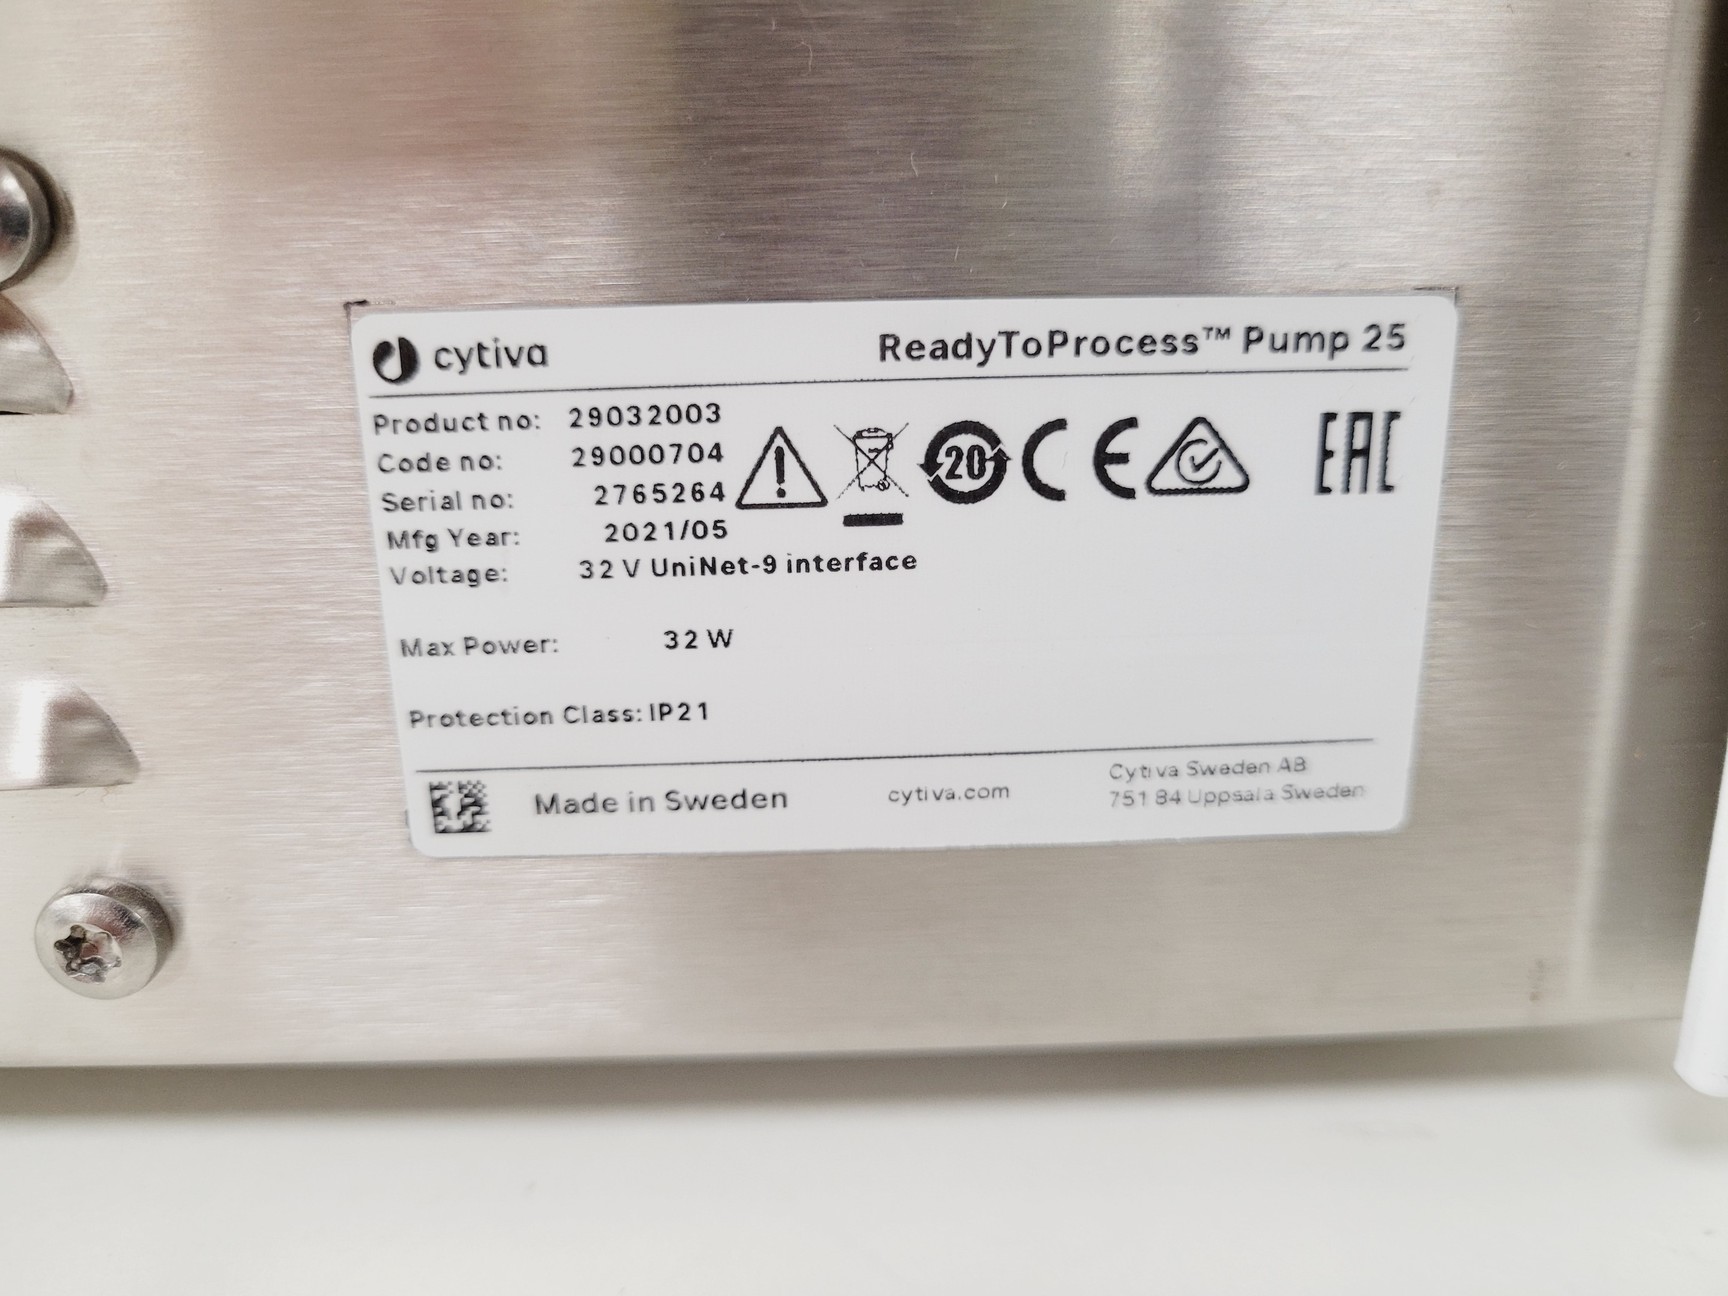 cytiva
ReadyToProcess™ Pump 25
Product no: 29032003
Code no: 29000704
Serial no: 2765264
Mfg Year: 2021/05
Voltage: 32 V UniNet-9 interface
20
CE
EAC
Max Power: 32 W
Protection Class: IP21
Made in Sweden
cytiva.com
Cytiva Sweden AB
751 84 Uppsala Sweden